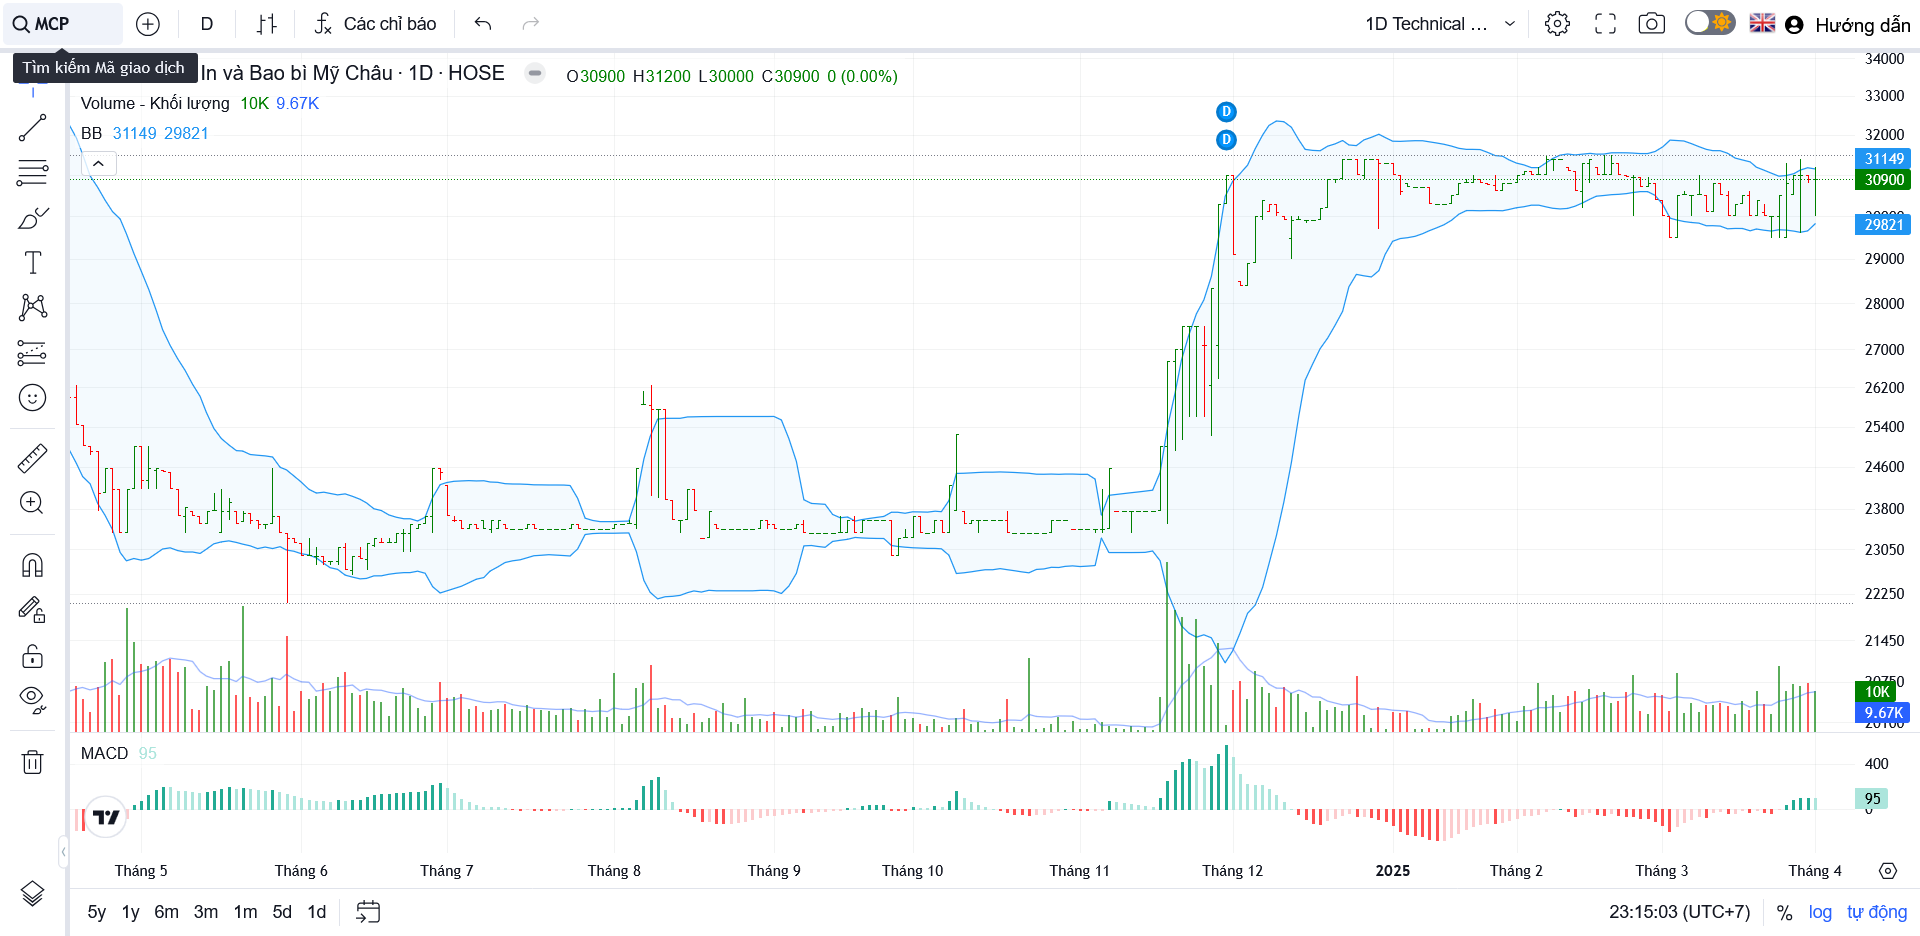 MCP
D
Các chỉ báo
1D Technical ...
Hướng dẫn
Tìm kiếm Mã giao dịch
In và Bao bì Mỹ Châu · 1D · HOSE
O30900 H31200 L30000 C30900 0 (0.00%)
Volume - Khối lượng 10K 9.67K
BB 31149 29821
D
D
34000
33000
32000
31149
30900
29821
29000
28000
27000
26200
25400
24600
23800
23050
22250
21450
20750
10K
9.67K
20100
MACD 95
400
95
0
Tháng 5
Tháng 6
Tháng 7
Tháng 8
Tháng 9
Tháng 10
Tháng 11
Tháng 12
2025
Tháng 2
Tháng 3
Tháng 4
5y 1y 6m 3m 1m 5d 1d
23:15:03 (UTC+7)
% log tự động